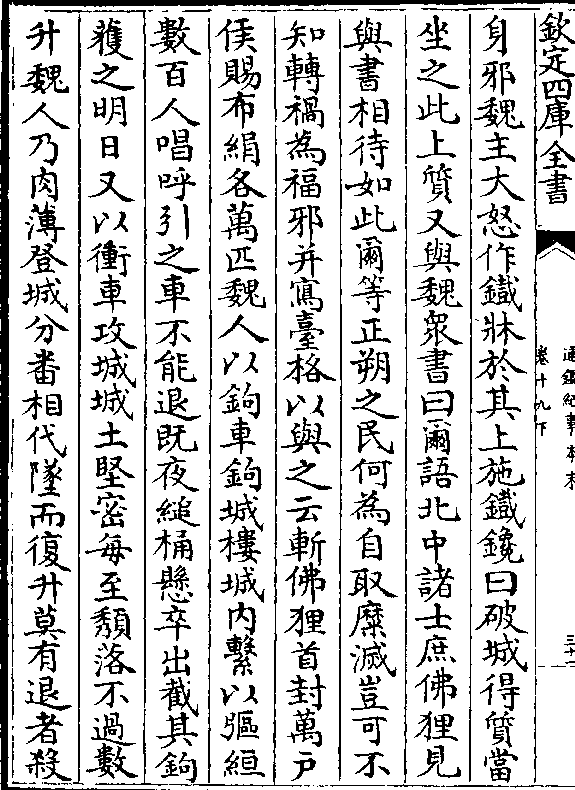 欽定四庫全書
通鑑紀事本末
卷十九下
三十一
身邪魏主大怒作鐵牀於其上施鐵鑱曰破城得質當
坐之此上質又與魏衆書曰爾語北中諸士庶佛狸見
與書相待如此爾等正朔之民何為自取糜滅豈可不
知轉禍為福邪并寫臺格以與之云斬佛狸首封萬户
侯賜布絹各萬匹魏人以鉤車鉤城樓城内繫以彄絙
數百人唱呼引之車不能退既夜縋桶懸卒出截其鉤
獲之明日又以衝車攻城城土堅密每至頽落不過數
升魏人乃肉薄登城分畨相代墜而復升莫有退者殺